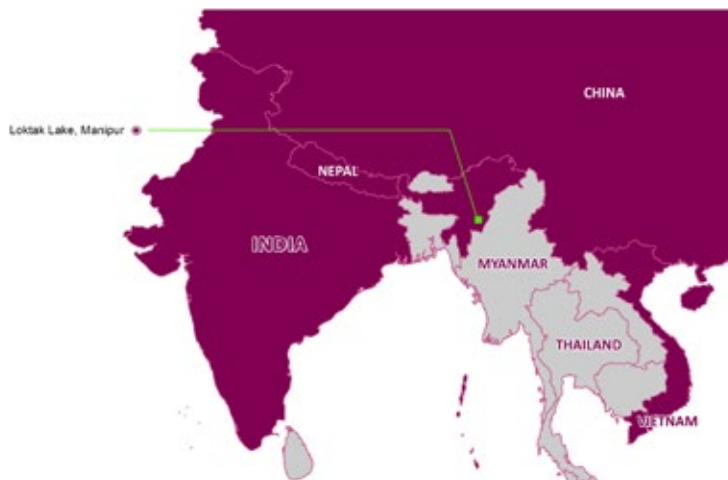 CHINA
Loktak Lake, Manipur
NEPAL
INDIA
MYANMAR
THAILAND
VIETNAM